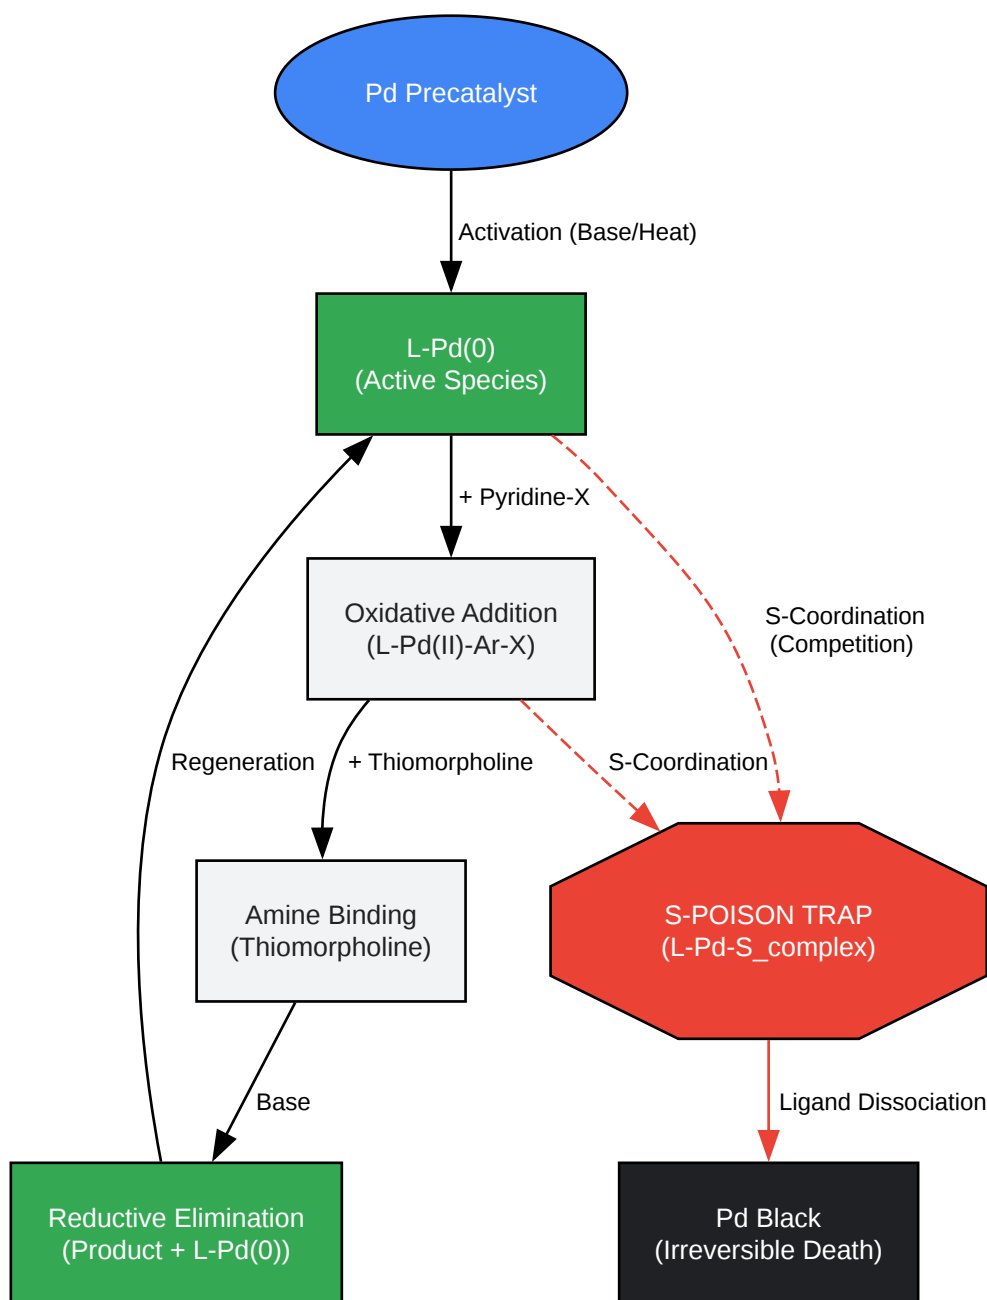 Pd Precatalyst
Activation (Base/Heat)
L-Pd(0)
(Active Species)
+ Pyridine-X
Oxidative Addition
(L-Pd(II)-Ar-X)
S-Coordination
(Competition)
Regeneration
+ Thiomorpholine
S-Coordination
Amine Binding
(Thiomorpholine)
S-POISON TRAP
(L-Pd-S_complex)
Base
Ligand Dissociation
Reductive Elimination
(Product + L-Pd(0))
Pd Black
(Irreversible Death)